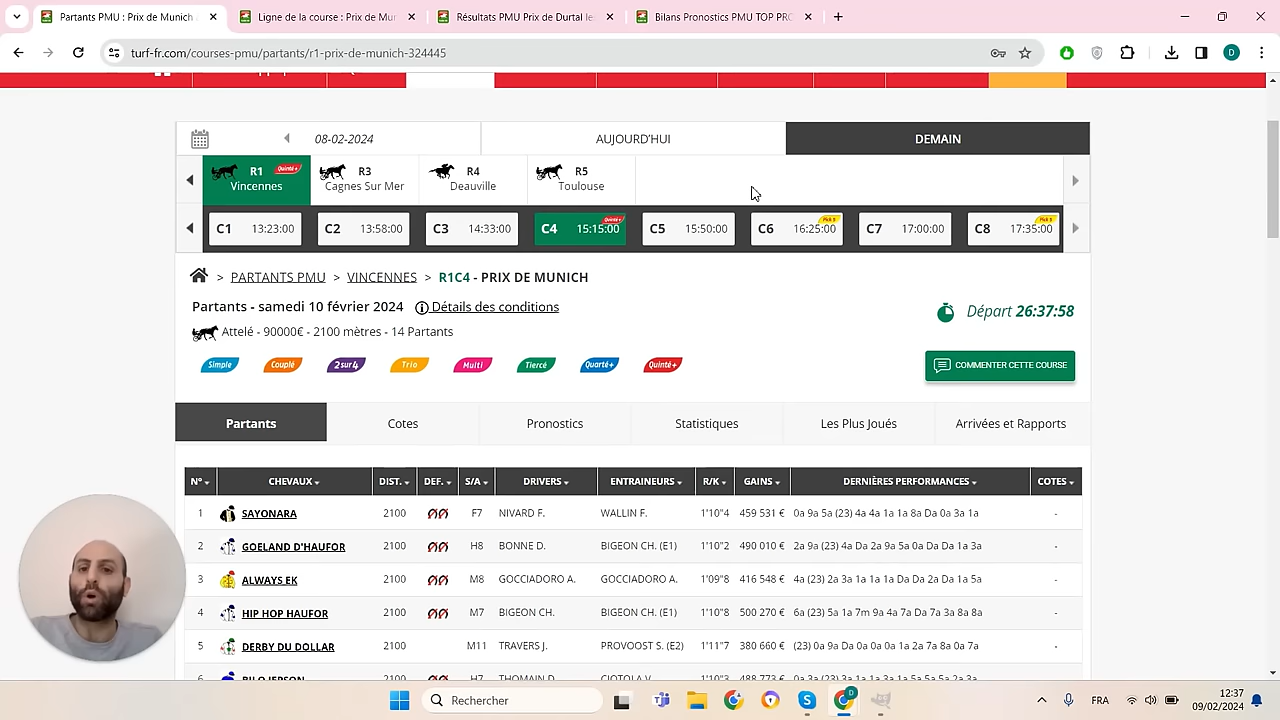 Partants PMU : Prix de Munich
Ligne de la course : Prix de Mun
Résultats PMU Prix de Durtal le
Bilans Pronostics PMU TOP PRO
turf-fr.com/courses-pmu/partants/r1-prix-de-munich-324445
D
08-02-2024
AUJOURD'HUI
DEMAIN
R1 Quinté+
Vincennes
R3
Cagnes Sur Mer
R4
Deauville
R5
Toulouse
C1 13:23:00
C2 13:58:00
C3 14:33:00
C4 15:15:00 Quinté+
C5 15:50:00
C6 16:25:00 Pick 5
C7 17:00:00
C8 17:35:00 Pick 5
> PARTANTS PMU > VINCENNES > R1C4 - PRIX DE MUNICH
Partants - samedi 10 février 2024 Détails des conditions
Départ 26:37:58
Attelé - 90000€ - 2100 mètres - 14 Partants
Simple Couplé 2sur4 Trio Multi Tiercé Quarté+ Quinté+
COMMENTER CETTE COURSE
Partants Cotes Pronostics Statistiques Les Plus Joués Arrivées et Rapports
N° CHEVAUX DIST. DEF. S/A DRIVERS ENTRAINEURS R/K GAINS DERNIÈRES PERFORMANCES COTES
1 SAYONARA 2100 F7 NIVARD F. WALLIN F. 1'10"4 459 531 € 0a 9a 5a (23) 4a 4a 1a 1a 8a Da 0a 3a 1a -
2 GOELAND D'HAUFOR 2100 H8 BONNE D. BIGEON CH. (E1) 1'10"2 490 010 € 2a 9a (23) 4a Da 2a 9a 5a 0a Da Da 1a 3a -
3 ALWAYS EK 2100 M8 GOCCIADORO A. GOCCIADORO A. 1'09"8 416 548 € 4a (23) 2a 3a 1a 1a 1a Da Da 2a Da 1a 5a -
4 HIP HOP HAUFOR 2100 M7 BIGEON CH. BIGEON CH. (E1) 1'10"8 500 270 € 6a (23) 5a 1a 7m 9a 4a 7a Da 7a 3a 8a 8a -
5 DERBY DU DOLLAR 2100 M11 TRAVERS J. PROVOOST S. (E2) 1'11"7 380 660 € (23) 0a 9a Da 0a 0a 0a 1a 2a 7a 8a 0a 7a -
Rechercher
FRA
12:37
09/02/2024